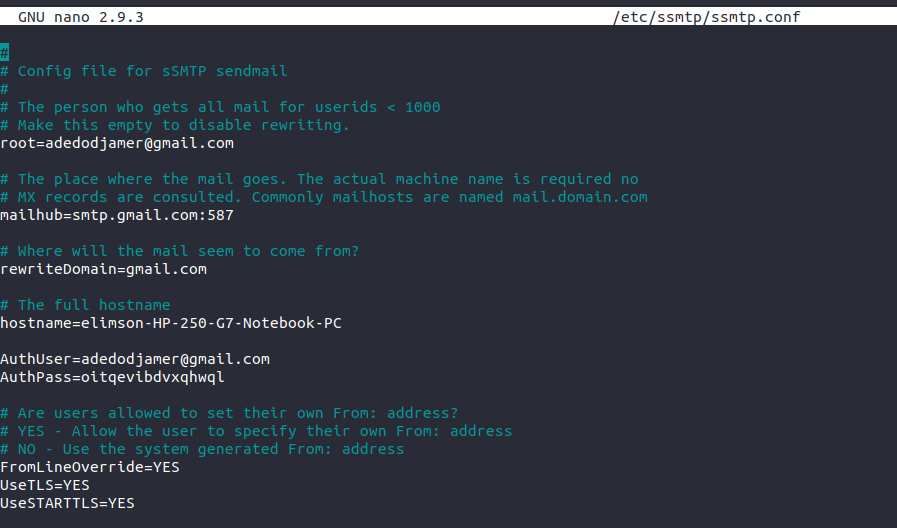 GNU nano 2.9.3 /etc/ssmtp/ssmtp.conf
#
# Config file for sSMTP sendmail
#
# The person who gets all mail for userids < 1000
# Make this empty to disable rewriting.
root=adedodjamer@gmail.com
# The place where the mail goes. The actual machine name is required no
# MX records are consulted. Commonly mailhosts are named mail.domain.com
mailhub=smtp.gmail.com:587
# Where will the mail seem to come from?
rewriteDomain=gmail.com
# The full hostname
hostname=elimson-HP-250-G7-Notebook-PC
AuthUser=adedodjamer@gmail.com
AuthPass=oitqevibdvxqhwql
# Are users allowed to set their own From: address?
# YES - Allow the user to specify their own From: address
# NO - Use the system generated From: address
FromLineOverride=YES
UseTLS=YES
UseSTARTTLS=YES